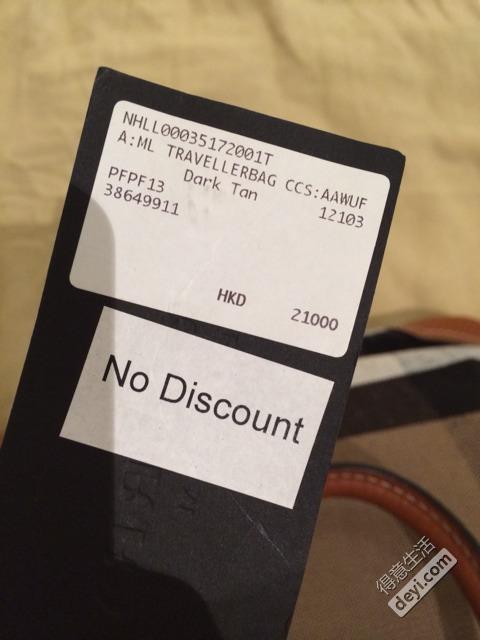 NHLL00035172001T
A:ML TRAVELLERBAG CCS:AAWUF
Dark Tan 12103
PFPF13
38649911
HKD 21000
No Discount
得意生活
deyi.com